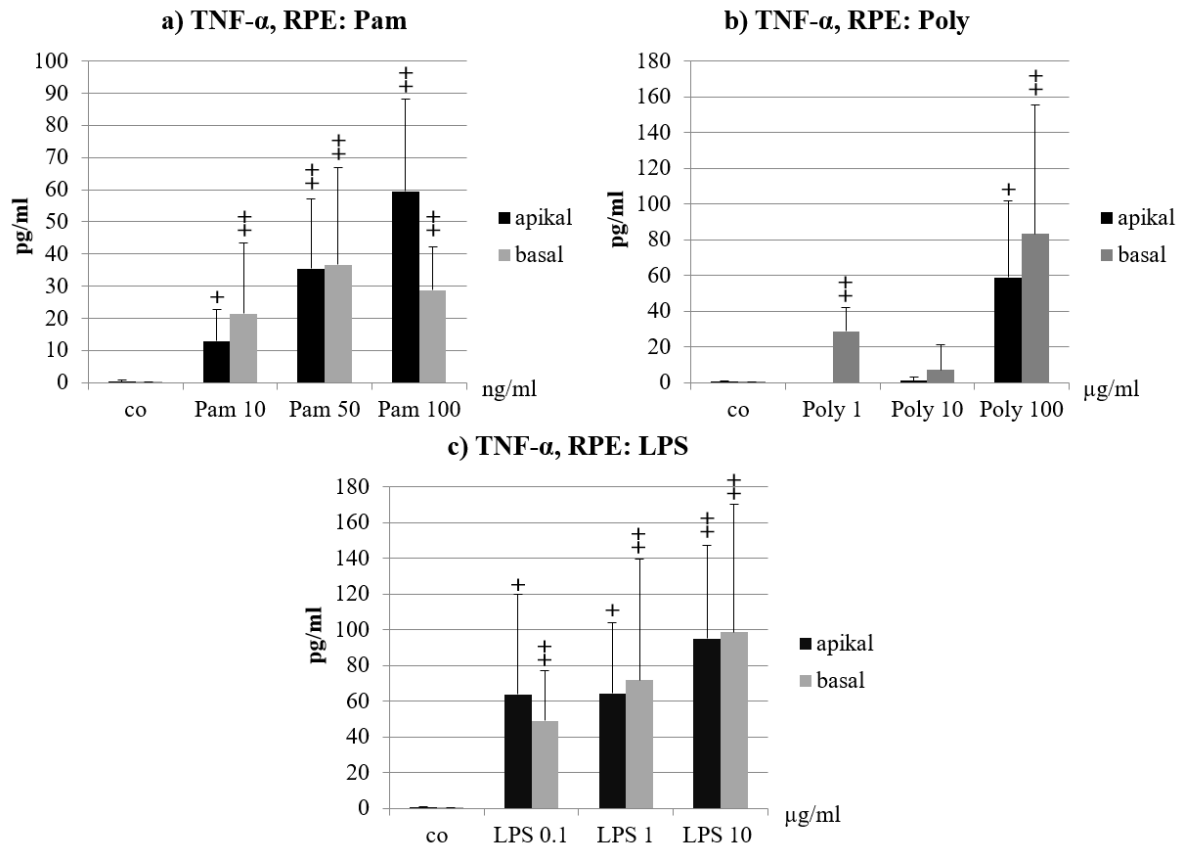 a) TNF-α, RPE: Pam
100
90
80
70
60
50
40
30
20
10
0
pg/ml
+
++
++
++
++
++
apikal
basal
co
Pam 10
Pam 50
Pam 100
ng/ml
b) TNF-α, RPE: Poly
180
160
140
120
100
80
60
40
20
0
pg/ml
++
+
++
apikal
basal
co
Poly 1
Poly 10
Poly 100
µg/ml
c) TNF-α, RPE: LPS
180
160
140
120
100
80
60
40
20
0
pg/ml
+
++
+
++
++
++
apikal
basal
co
LPS 0.1
LPS 1
LPS 10
µg/ml